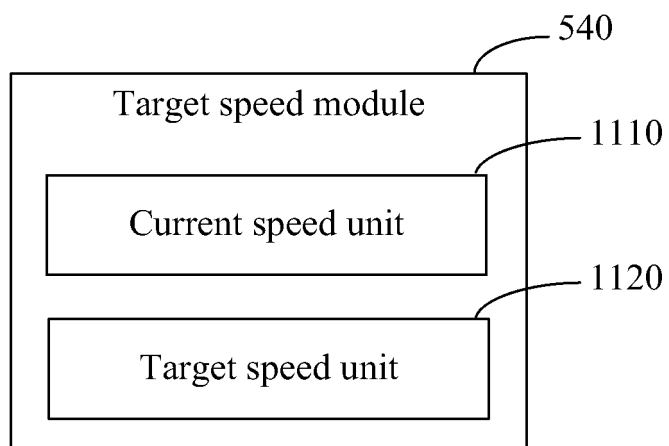 540
Target speed module
1110
Current speed unit
1120
Target speed unit